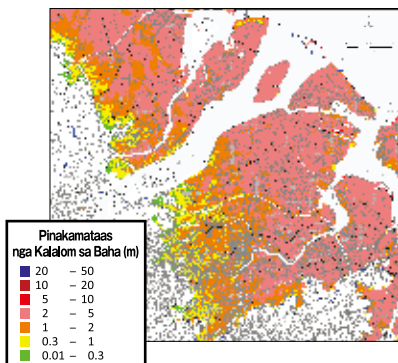 Pinakamataas
nga Kalalom sa Baha (m)
20 – 50
10 – 20
5 – 10
2 – 5
1 – 2
0.3 – 1
0.01 – 0.3